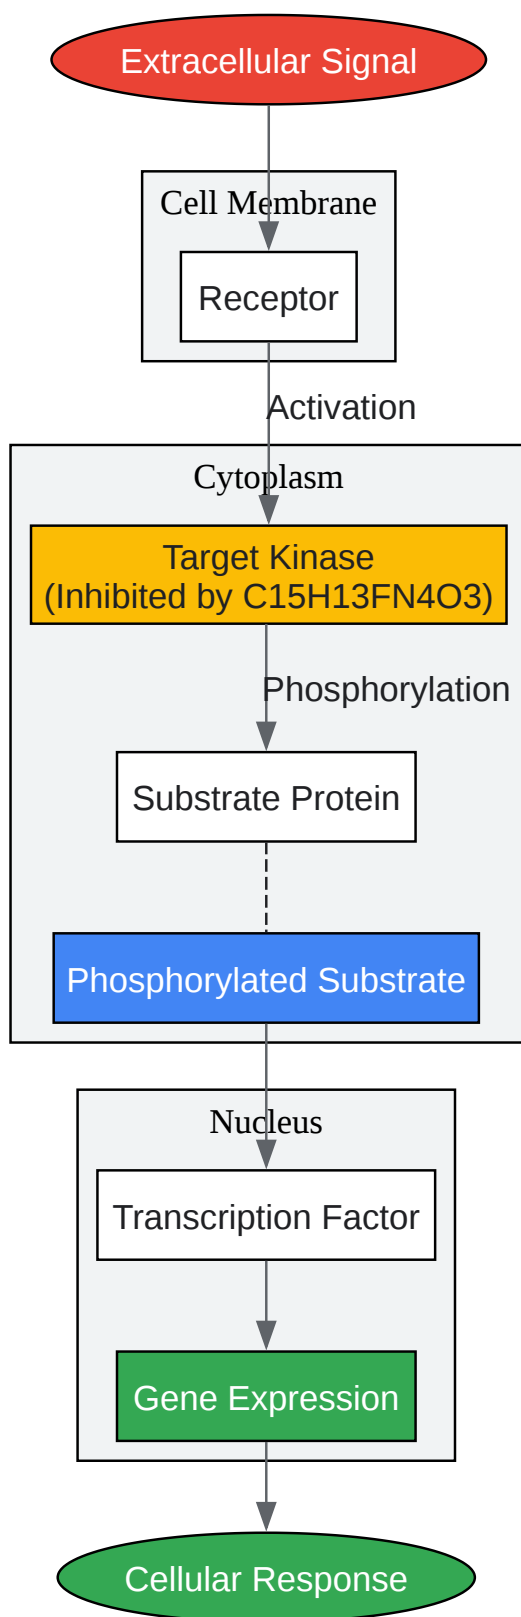 Extracellular Signal
Cell Membrane
Receptor
Activation
Cytoplasm
Target Kinase
(Inhibited by C15H13FN4O3)
Phosphorylation
Substrate Protein
Phosphorylated Substrate
Nucleus
Transcription Factor
Gene Expression
Cellular Response